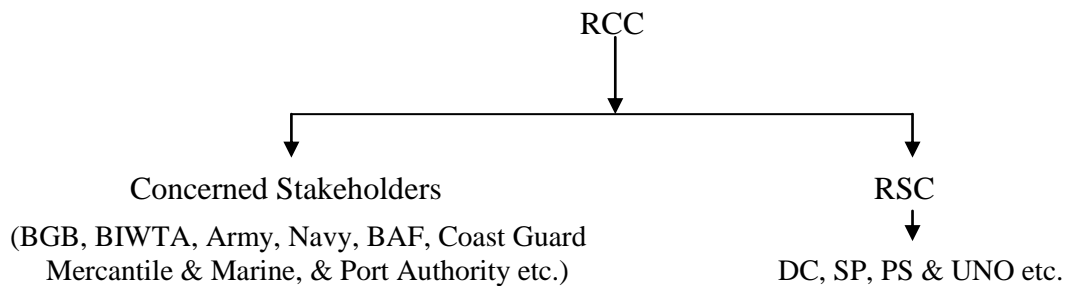 RCC
Concerned Stakeholders
(BGB, BIWTA, Army, Navy, BAF, Coast Guard
Mercantile & Marine, & Port Authority etc.)
RSC
DC, SP, PS & UNO etc.